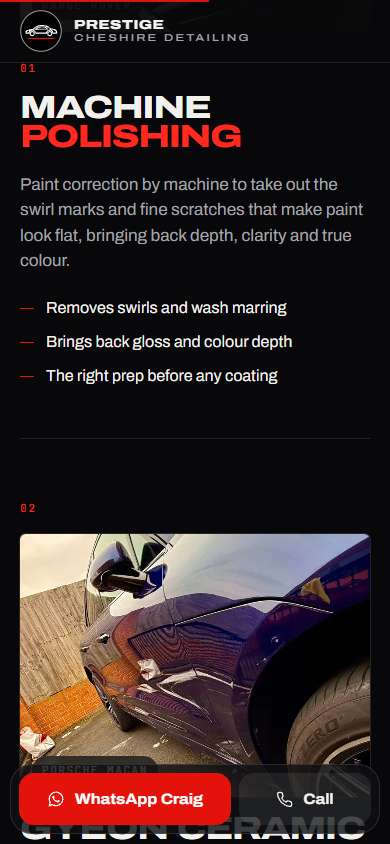 PRESTIGE
CHESHIRE DETAILING
01
MACHINE
POLISHING
Paint correction by machine to take out the
swirl marks and fine scratches that make paint
look flat, bringing back depth, clarity and true
colour.
— Removes swirls and wash marring
— Brings back gloss and colour depth
— The right prep before any coating
02
PORSCHE MACAN
WhatsApp Craig
Call
GYEON CERAMIC